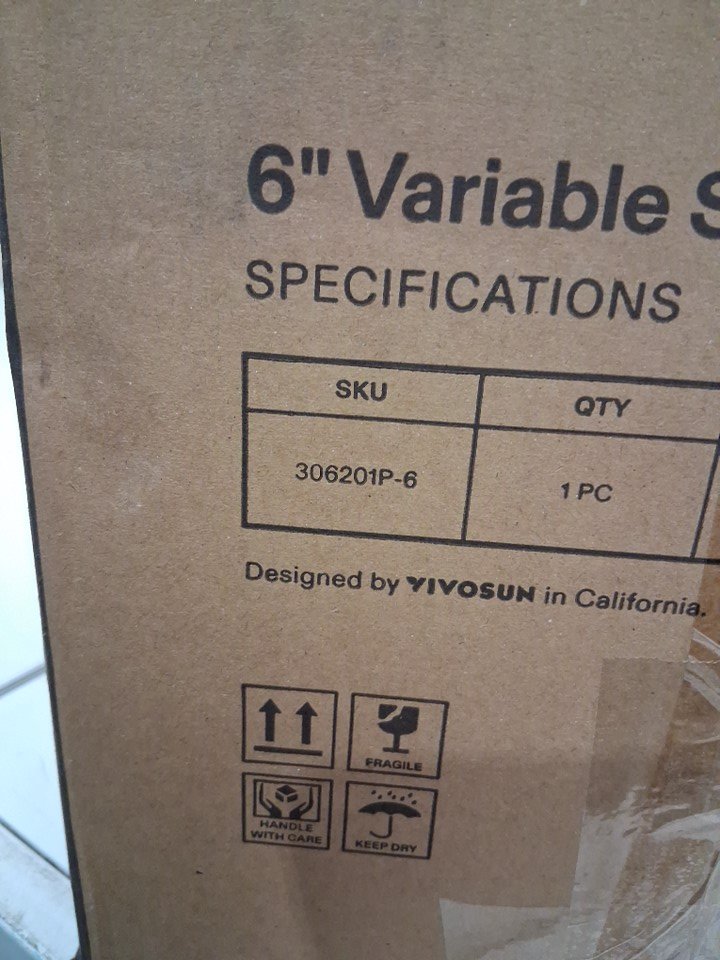 6" Variable S
SPECIFICATIONS
SKU QTY
306201P-6 1 PC
Designed by VIVOSUN in California.
FRAGILE
HANDLE
WITH CARE
KEEP DRY